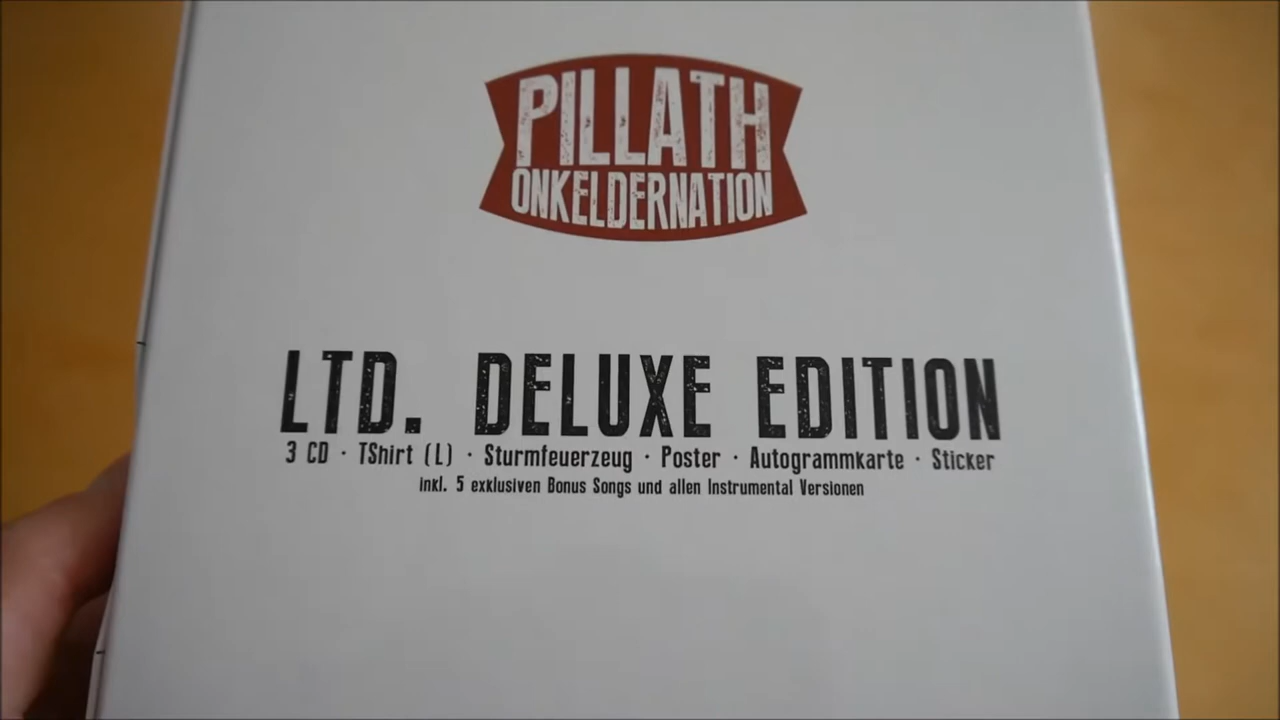 PILLATH
ONKELDERNATION
LTD. DELUXE EDITION
3 CD · TShirt (L) · Sturmfeuerzeug · Poster · Autogrammkarte · Sticker
inkl. 5 exklusiven Bonus Songs und allen Instrumental Versionen